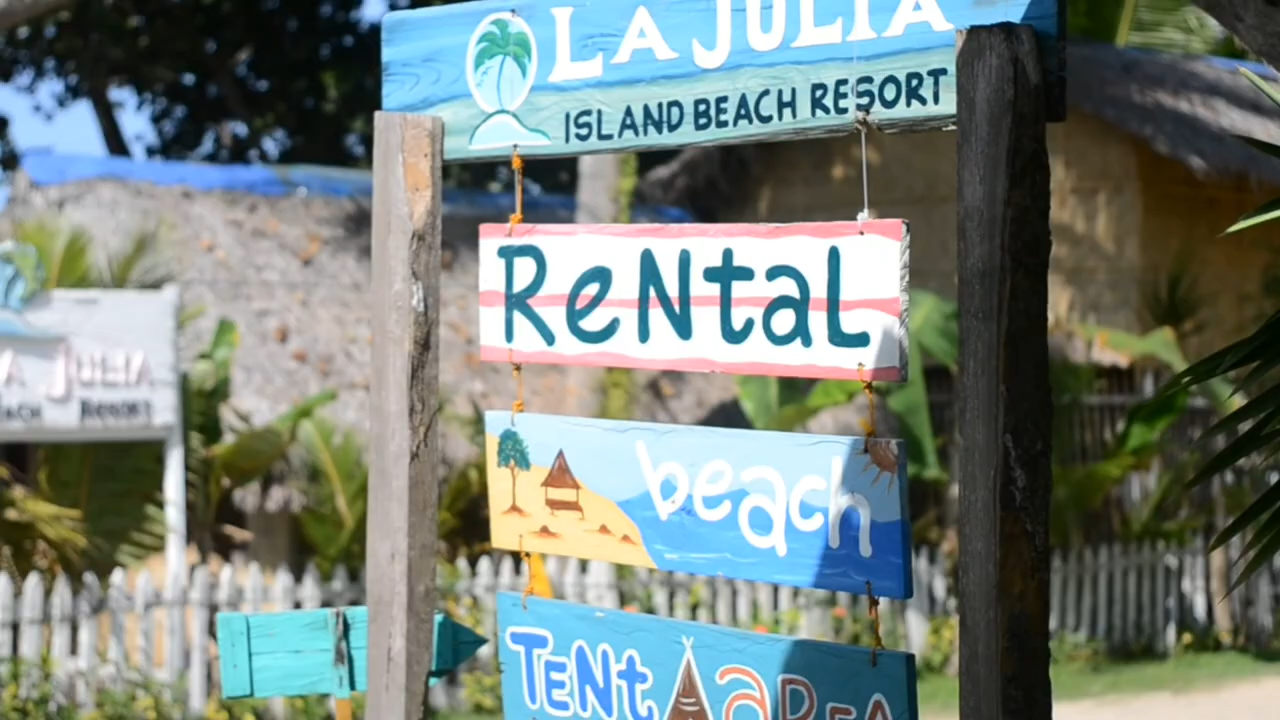 LA JULIA
ISLAND BEACH RESORT
ReNtal
beach
TENt aREA
JULIA
RESORT